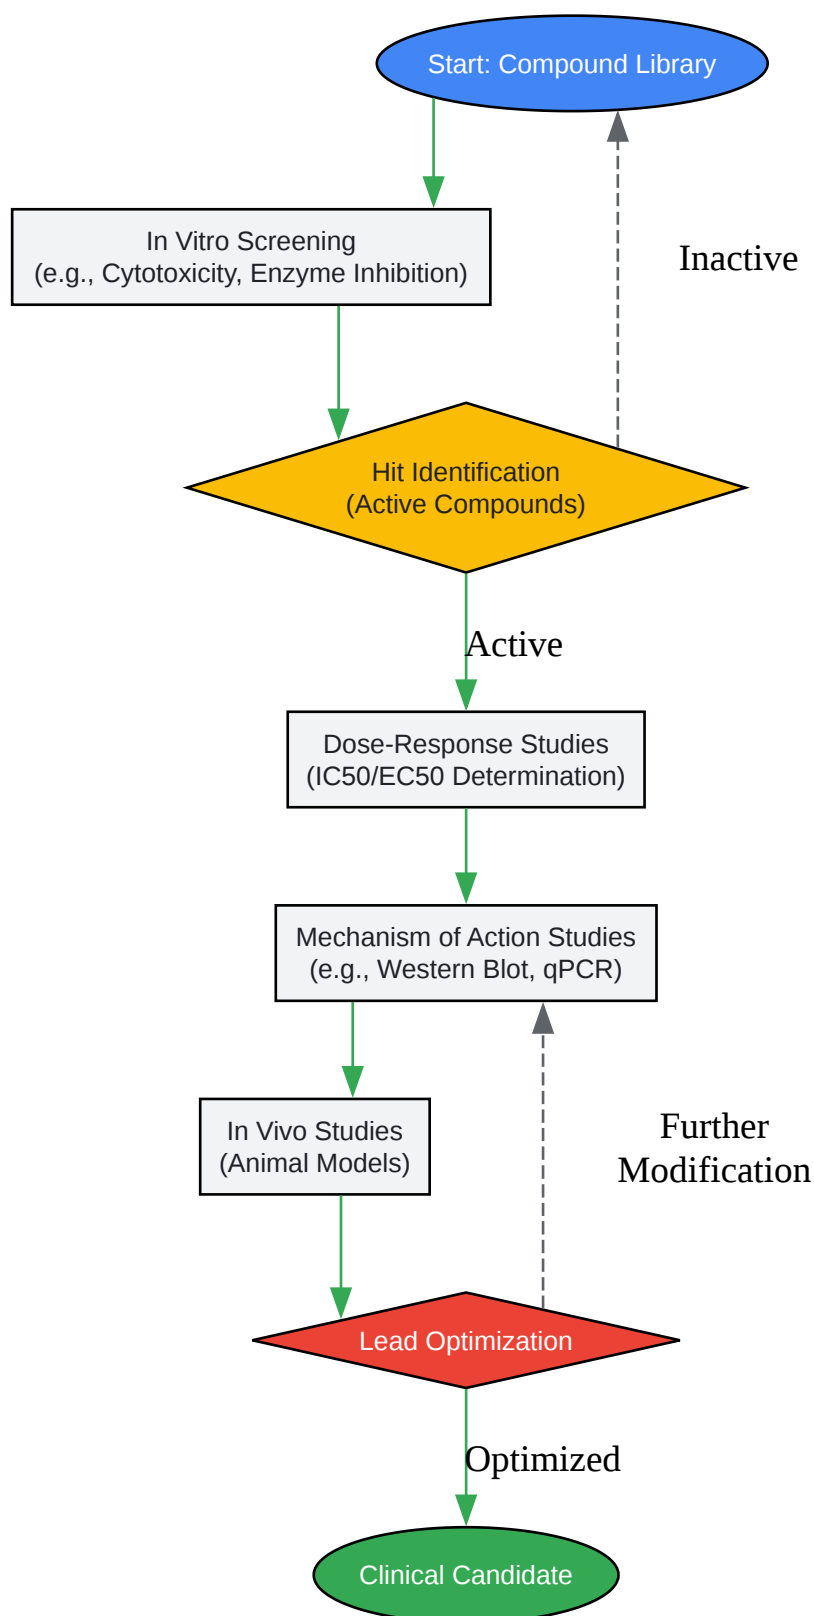 Start: Compound Library
In Vitro Screening
(e.g., Cytotoxicity, Enzyme Inhibition)
Inactive
Hit Identification
(Active Compounds)
Active
Dose-Response Studies
(IC50/EC50 Determination)
Mechanism of Action Studies
(e.g., Western Blot, qPCR)
In Vivo Studies
(Animal Models)
Further
Modification
Lead Optimization
Optimized
Clinical Candidate